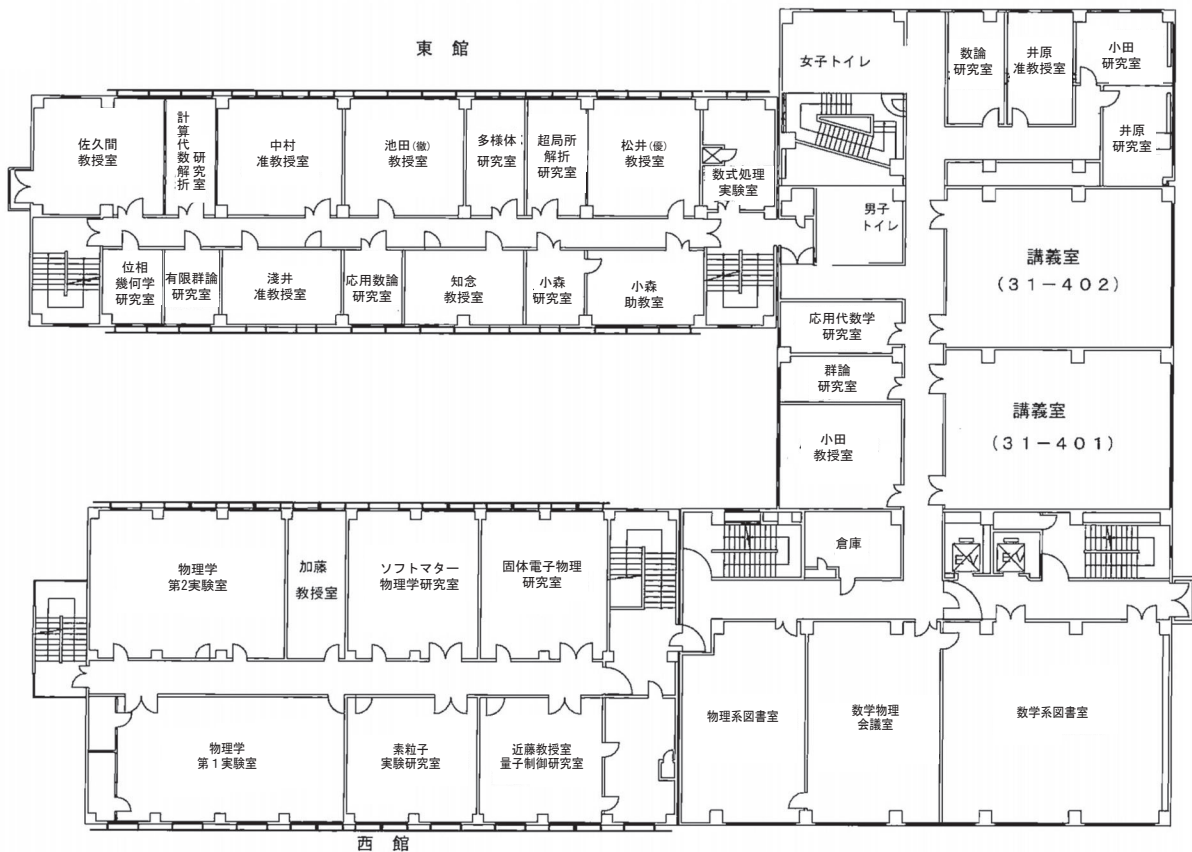 東 館
女子トイレ
数論
研究室
井原
准教授室
小田
研究室
井原
研究室
佐久間
教授室
計算代数解折
研究室
中村
准教授室
池田(徹)
教授室
多様体
研究室
超局所
解折
研究室
松井(優)
教授室
数式処理
実験室
男子
トイレ
講義室
(31-402)
位相
幾何学
研究室
有限群論
研究室
淺井
准教授室
応用数論
研究室
知念
教授室
小森
研究室
小森
助教室
応用代数学
研究室
群論
研究室
小田
教授室
講義室
(31-401)
物理学
第2実験室
加藤
教授室
ソフトマター
物理学研究室
固体電子物理
研究室
倉庫
EV
EV
物理学
第1実験室
素粒子
実験研究室
近藤教授室
量子制御研究室
物理系図書室
数学物理
会議室
数学系図書室
西 館